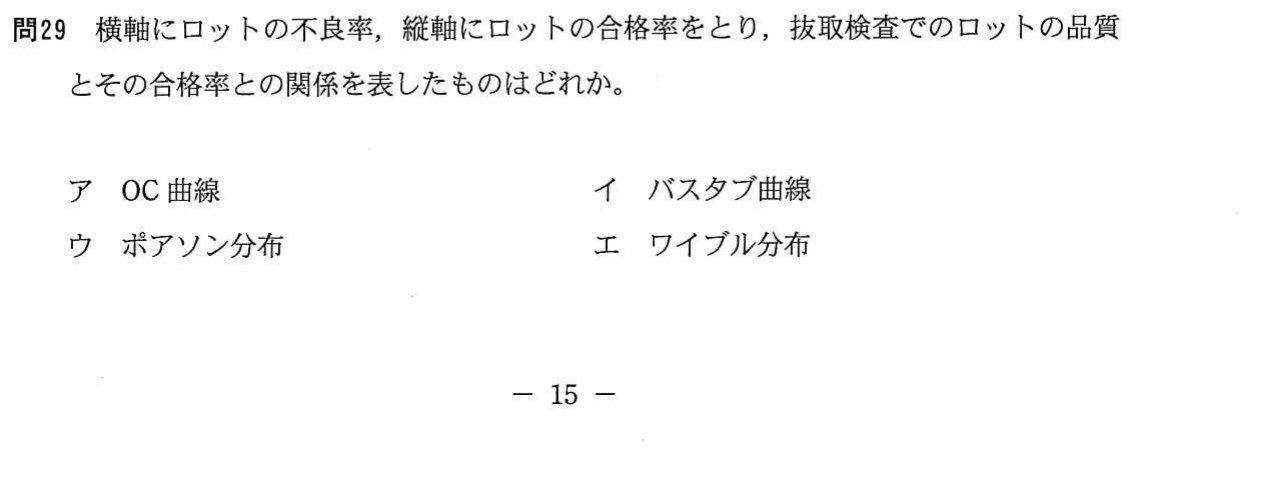 問29　横軸にロットの不良率，縦軸にロットの合格率をとり，抜取検査でのロットの品質
とその合格率との関係を表したものはどれか。
ア　OC 曲線　イ　バスタブ曲線
ウ　ポアソン分布　エ　ワイブル分布
－ 15 －